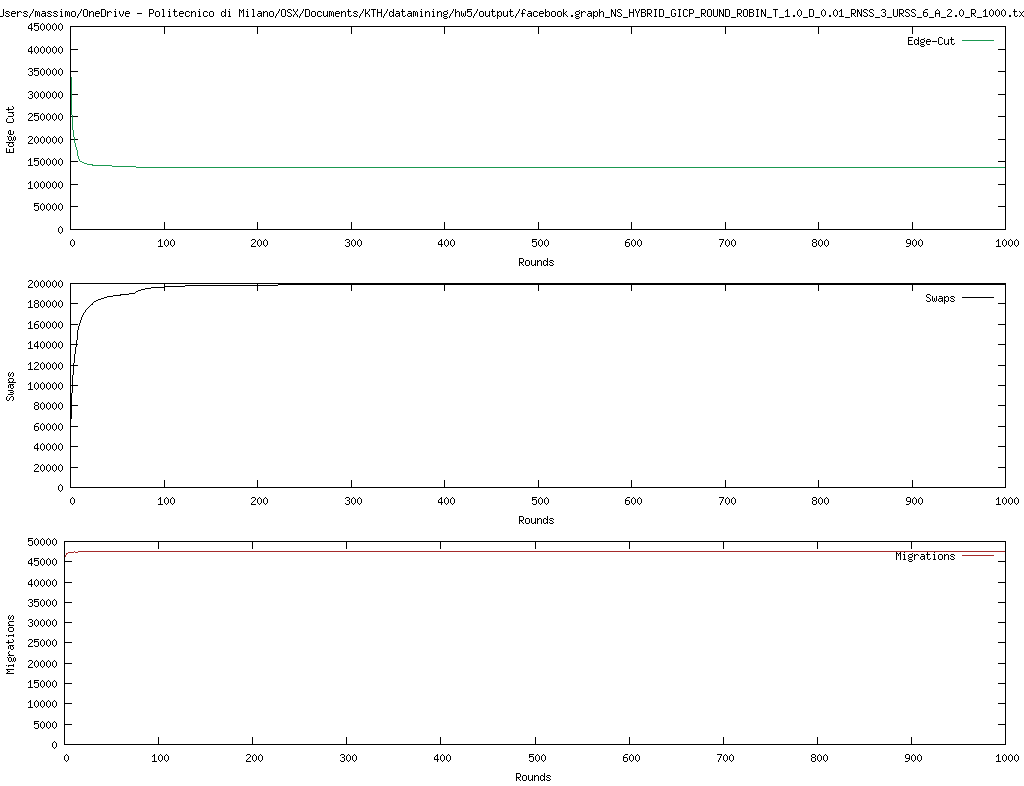 Users/massimo/OneDrive - Politecnico di Milano/OSX/Documents/KTH/datamining/hw5/output/facebook.graph_NS_HYBRID_GICP_ROUND_ROBIN_T_1.0_D_0.01_RNSS_3_URSS_6_A_2.0_R_1000.tx
450000
400000
350000
300000
250000
200000
150000
100000
50000
0
Edge Cut
Edge-Cut
0 100 200 300 400 500 600 700 800 900 1000
Rounds
200000
180000
160000
140000
120000
100000
80000
60000
40000
20000
0
Swaps
Swaps
0 100 200 300 400 500 600 700 800 900 1000
Rounds
50000
45000
40000
35000
30000
25000
20000
15000
10000
5000
0
Migrations
Migrations
0 100 200 300 400 500 600 700 800 900 1000
Rounds